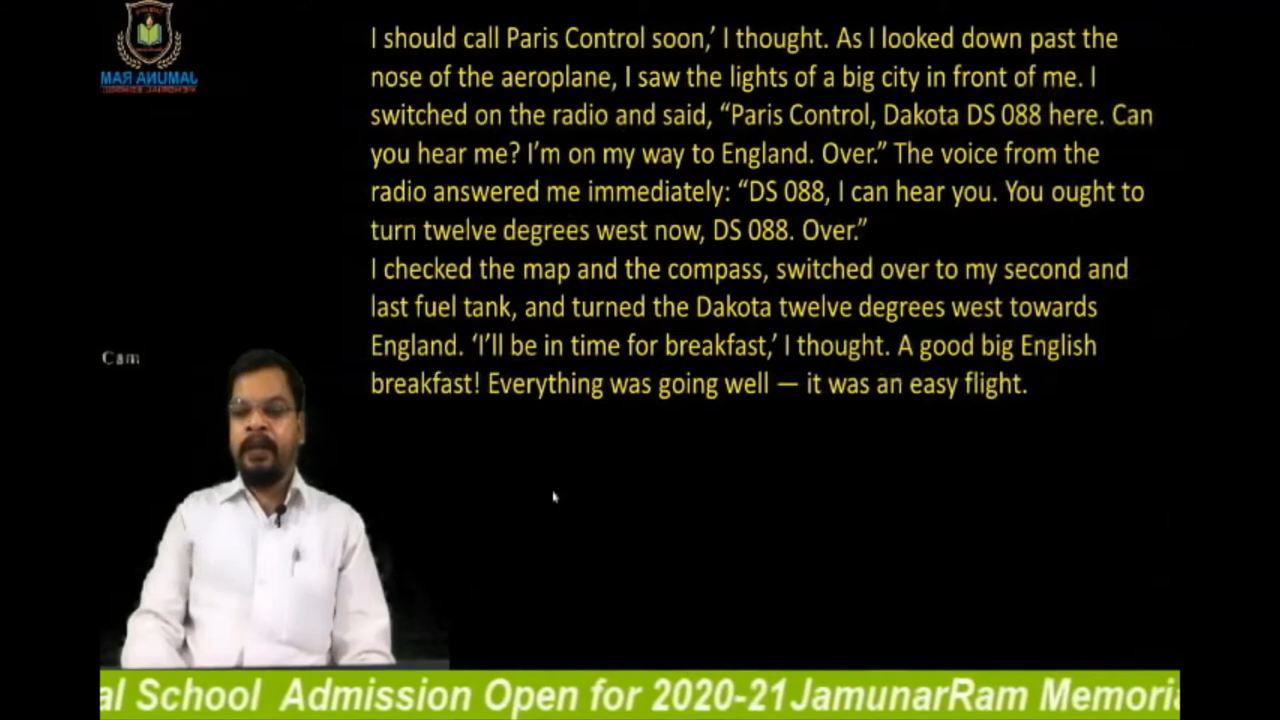 JAMUNA RAM
I should call Paris Control soon,’ I thought. As I looked down past the
nose of the aeroplane, I saw the lights of a big city in front of me. I
switched on the radio and said, “Paris Control, Dakota DS 088 here. Can
you hear me? I’m on my way to England. Over.” The voice from the
radio answered me immediately: “DS 088, I can hear you. You ought to
turn twelve degrees west now, DS 088. Over.”
I checked the map and the compass, switched over to my second and
last fuel tank, and turned the Dakota twelve degrees west towards
England. ‘I’ll be in time for breakfast,’ I thought. A good big English
breakfast! Everything was going well — it was an easy flight.
Cam
al School Admission Open for 2020-21JamunarRam Memoria